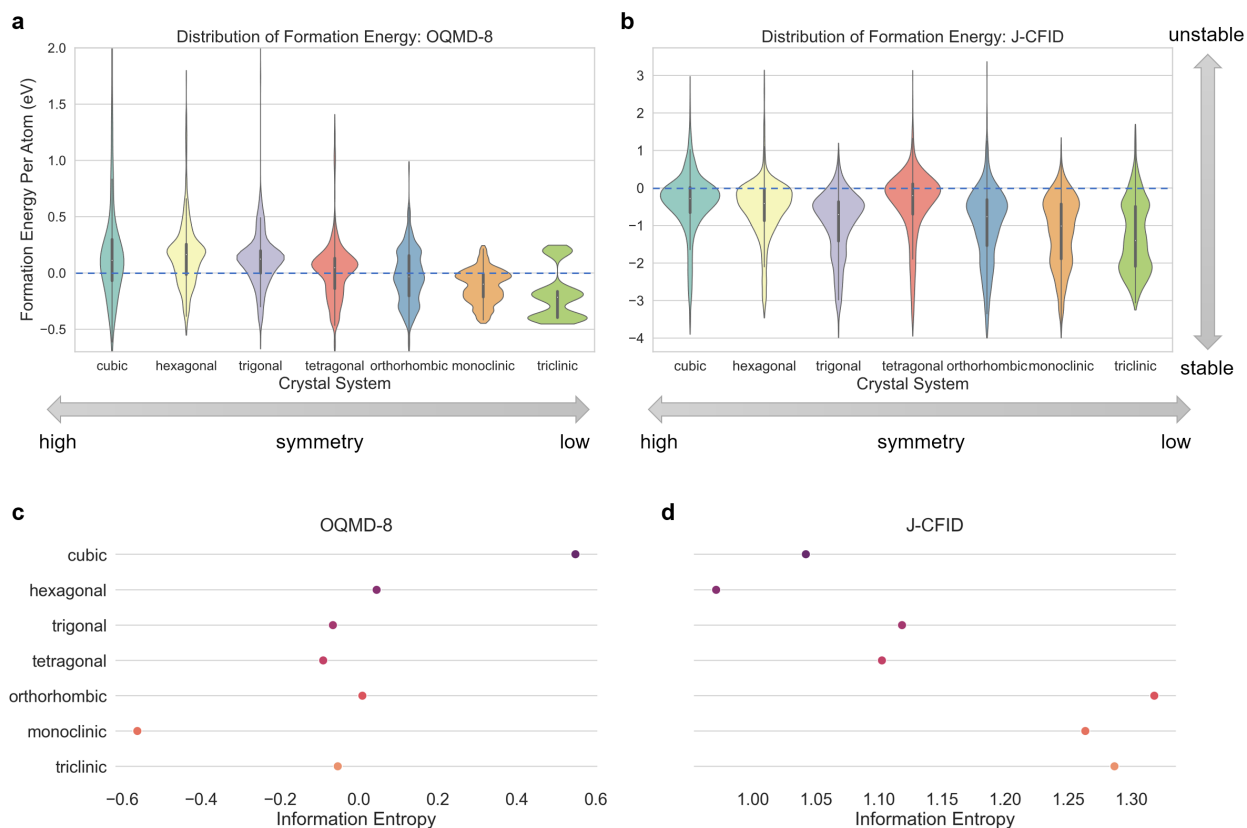 a
Distribution of Formation Energy: OQMD-8
Formation Energy Per Atom (eV)
2.0
1.5
1.0
0.5
0.0
−0.5
cubic hexagonal trigonal tetragonal orthorhombic monoclinic triclinic
Crystal System
high symmetry low
b
Distribution of Formation Energy: J-CFID
3
2
1
0
−1
−2
−3
−4
cubic hexagonal trigonal tetragonal orthorhombic monoclinic triclinic
Crystal System
high symmetry low
unstable
stable
c
OQMD-8
cubic
hexagonal
trigonal
tetragonal
orthorhombic
monoclinic
triclinic
−0.6 −0.4 −0.2 0.0 0.2 0.4 0.6
Information Entropy
d
J-CFID
1.00 1.05 1.10 1.15 1.20 1.25 1.30
Information Entropy